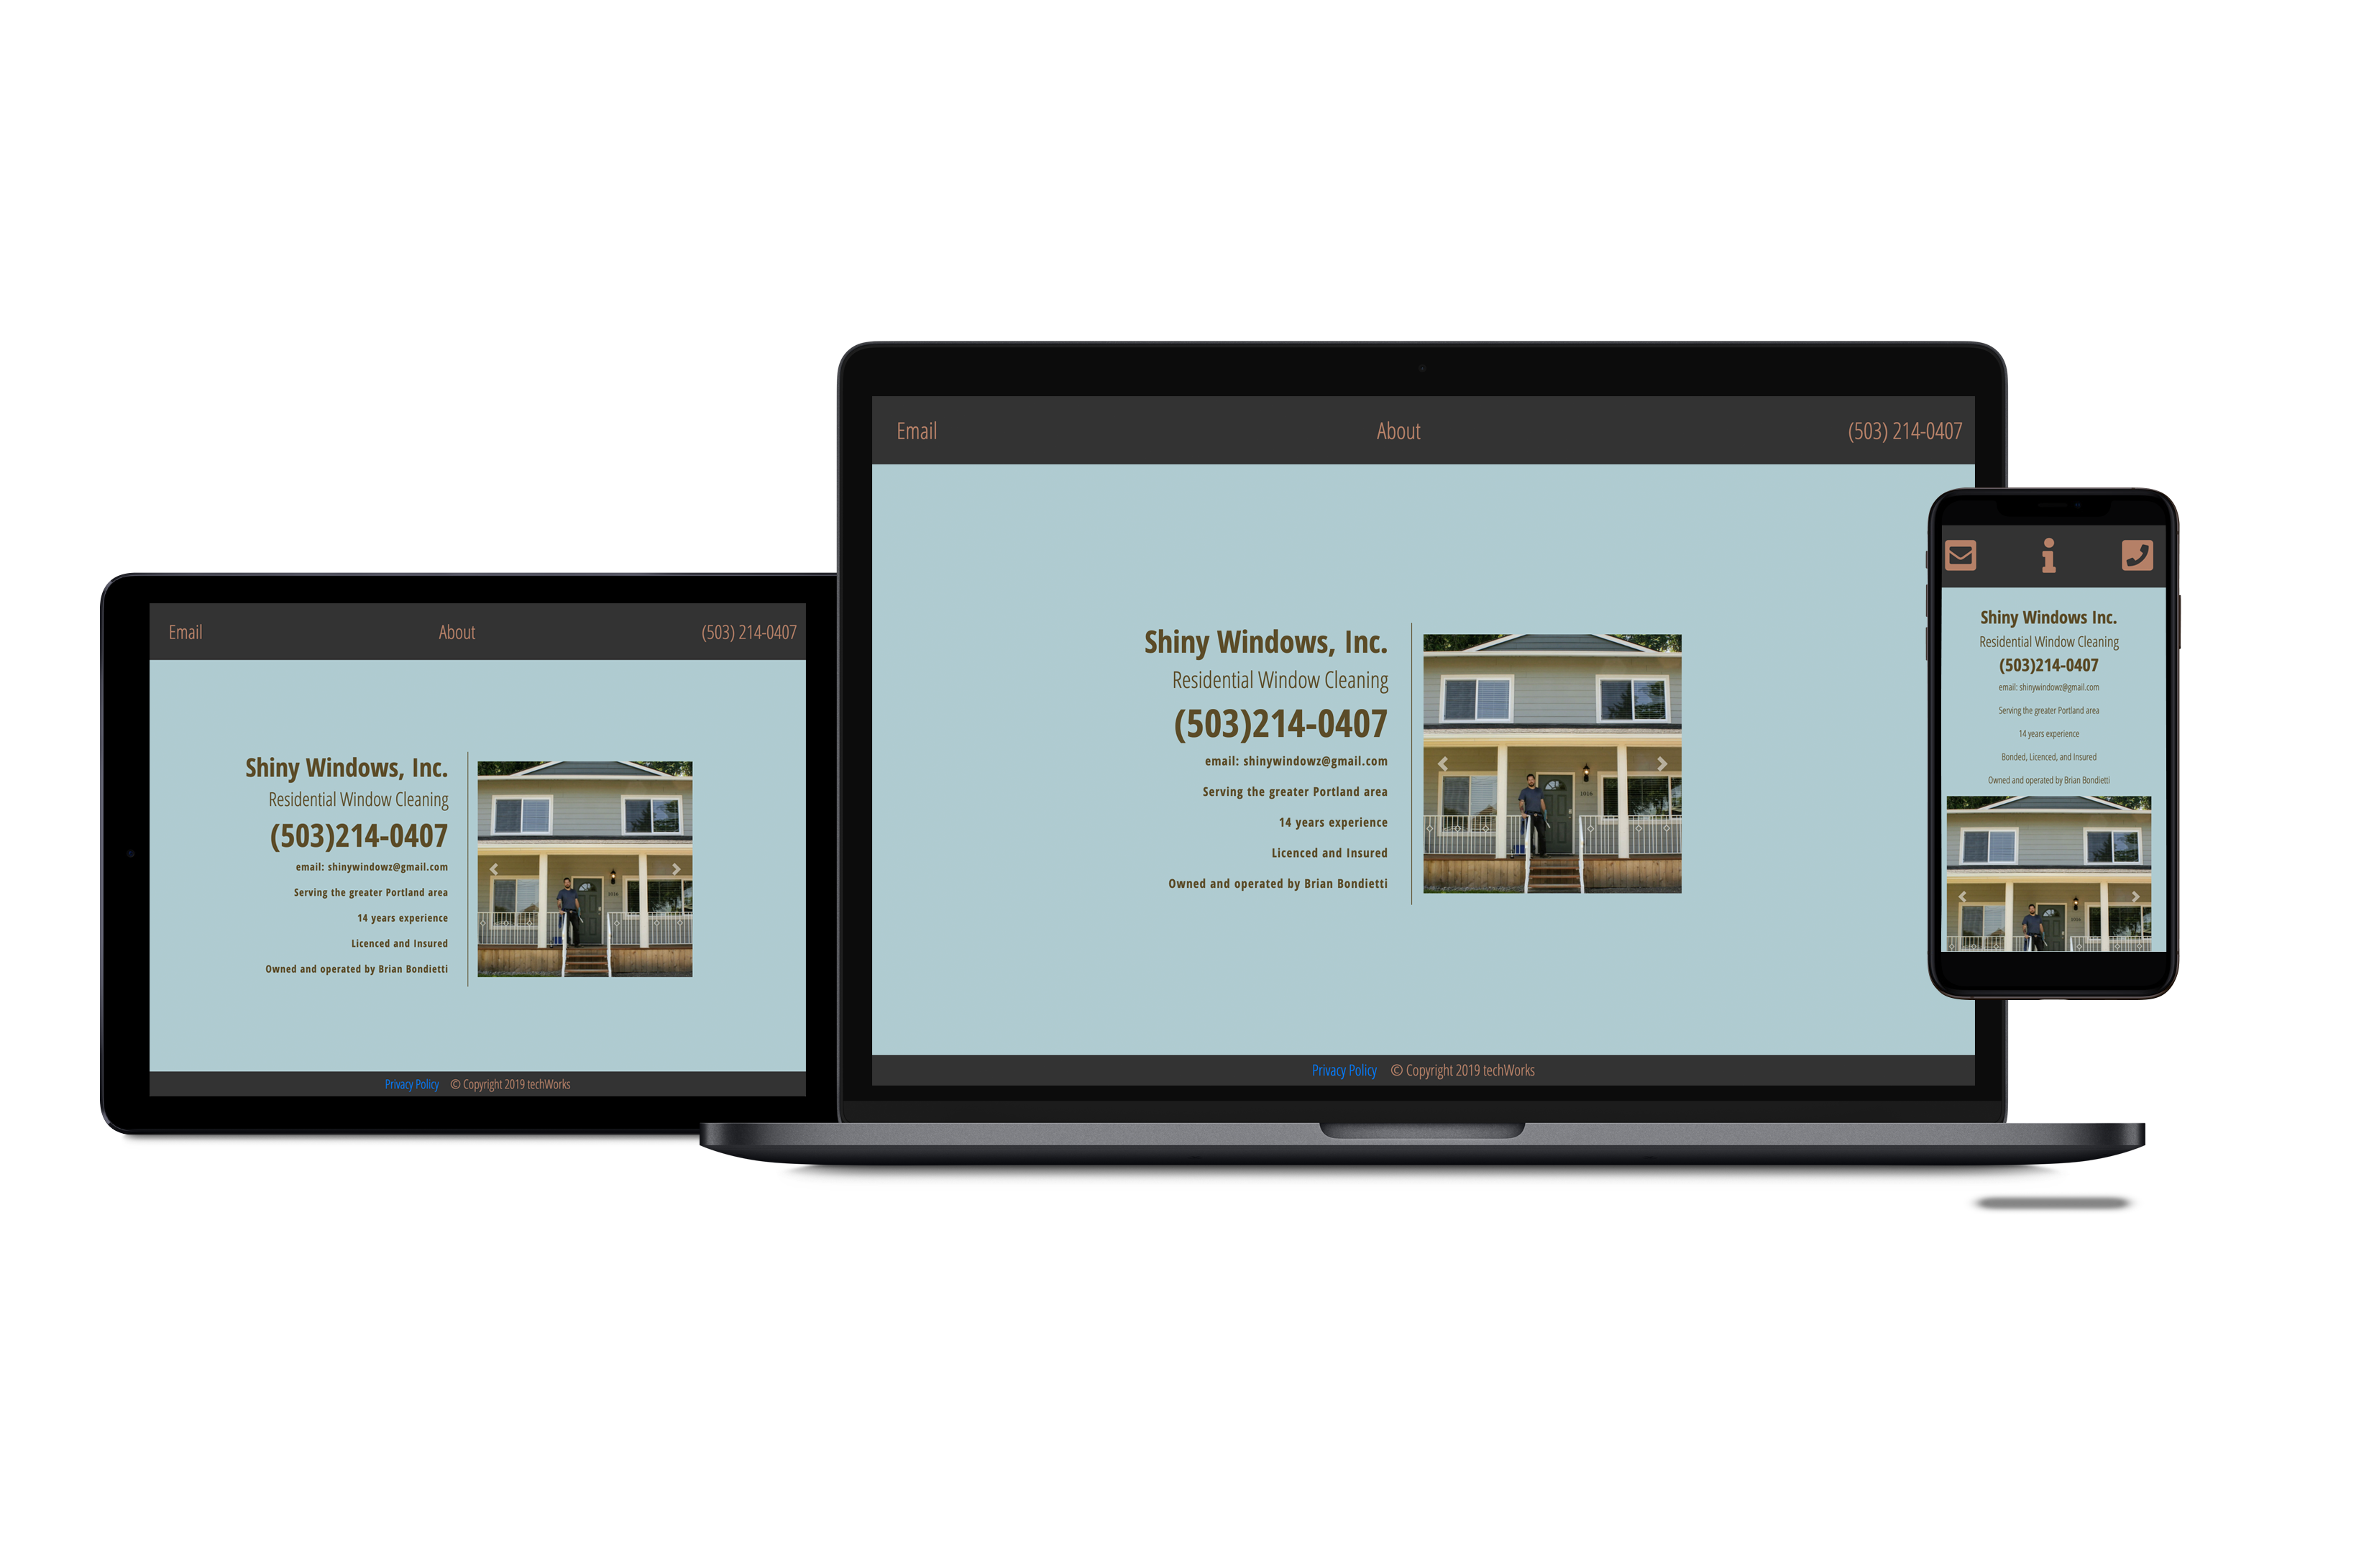 Email About (503) 214-0407
Shiny Windows, Inc.
Residential Window Cleaning
(503)214-0407
email: shinywindowz@gmail.com
Serving the greater Portland area
14 years experience
Licenced and Insured
Owned and operated by Brian Bondietti
1016
Privacy Policy © Copyright 2019 techWorks
Email About (503) 214-0407
Shiny Windows, Inc.
Residential Window Cleaning
(503)214-0407
email: shinywindowz@gmail.com
Serving the greater Portland area
14 years experience
Licenced and Insured
Owned and operated by Brian Bondietti
1016
Privacy Policy © Copyright 2019 techWorks
Shiny Windows Inc.
Residential Window Cleaning
(503)214-0407
email: shinywindowz@gmail.com
Serving the greater Portland area
14 years experience
Bonded, Licenced, and Insured
Owned and operated by Brian Bondietti
1016